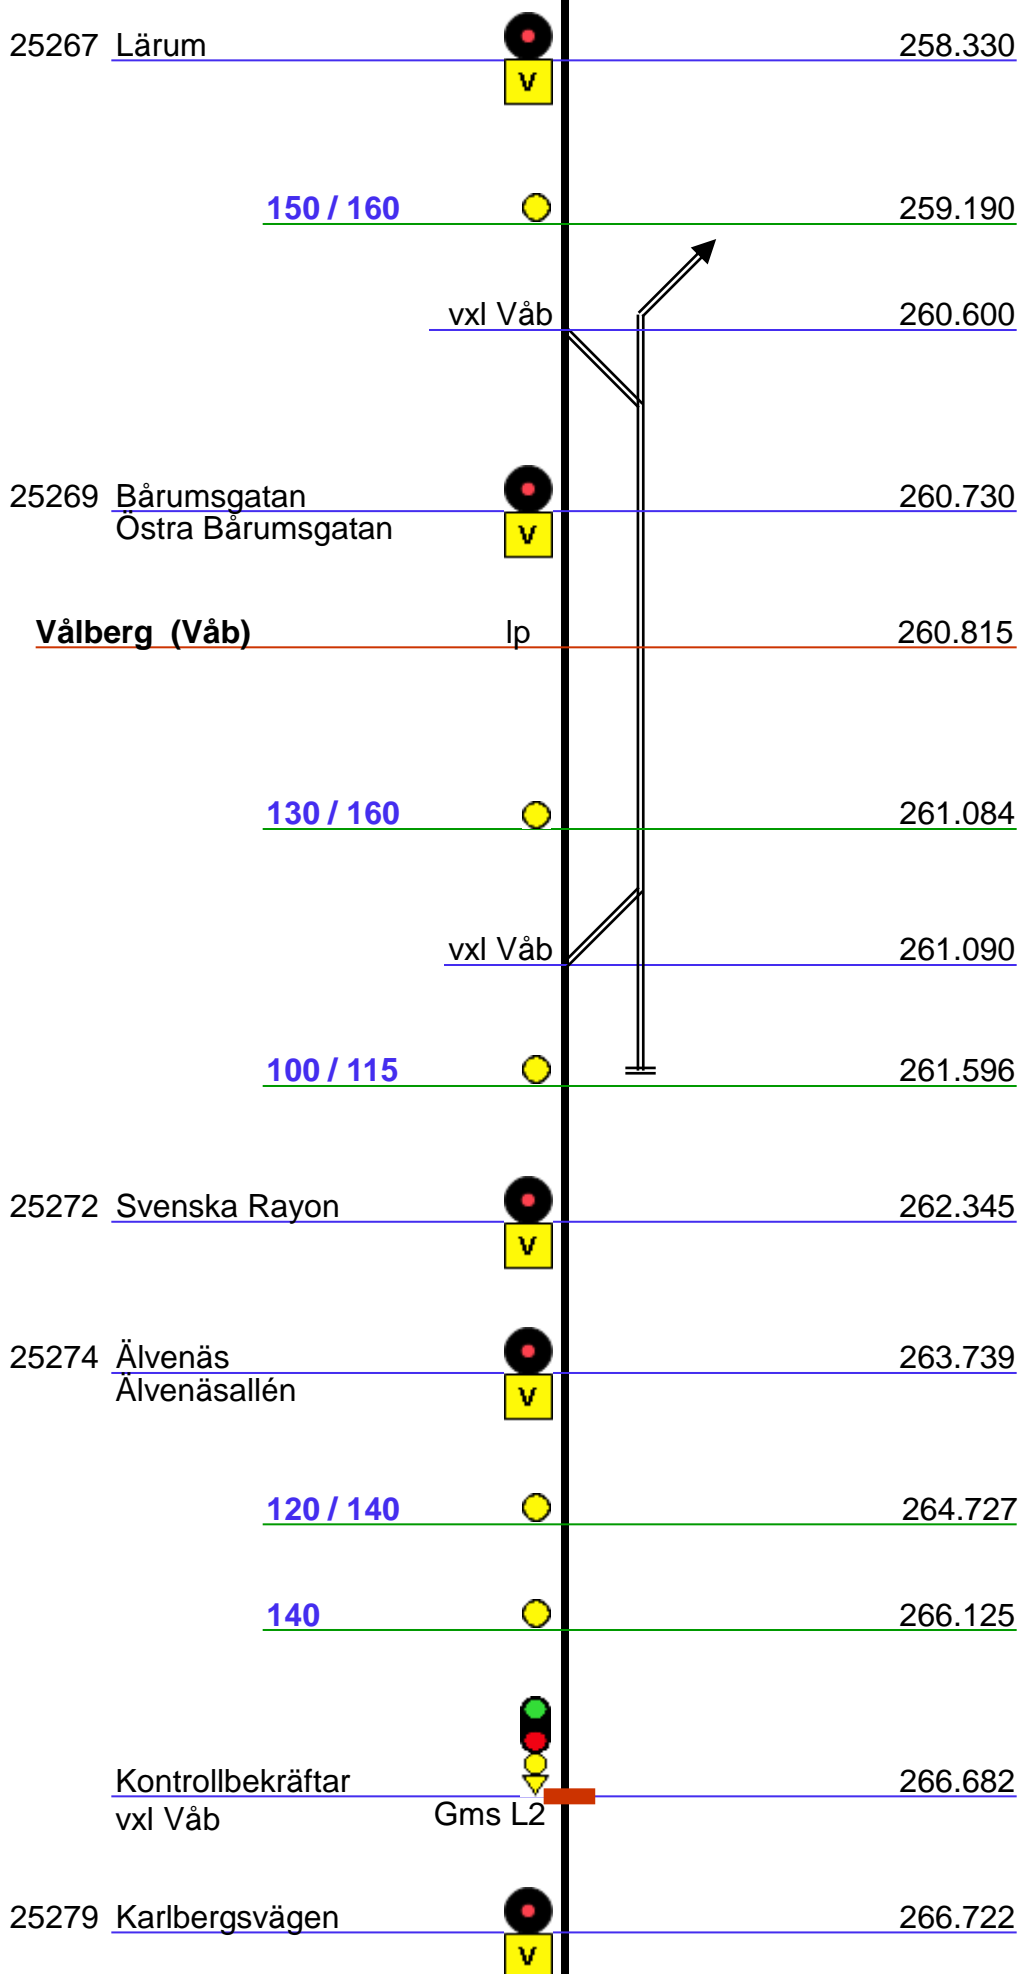 25267 Lärum 258.330
V
150 / 160 259.190
vxl Våb 260.600
25269 Bårumsgatan 260.730
Östra Bårumsgatan
V
Vålberg (Våb) lp 260.815
130 / 160 261.084
vxl Våb 261.090
100 / 115 261.596
25272 Svenska Rayon 262.345
V
25274 Älvenäs 263.739
Älvenäsallén
V
120 / 140 264.727
140 266.125
Kontrollbekräftar 266.682
vxl Våb Gms L2
25279 Karlbergsvägen 266.722
V